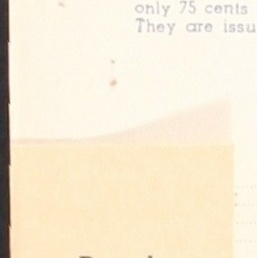 only 75 cents
They are issu